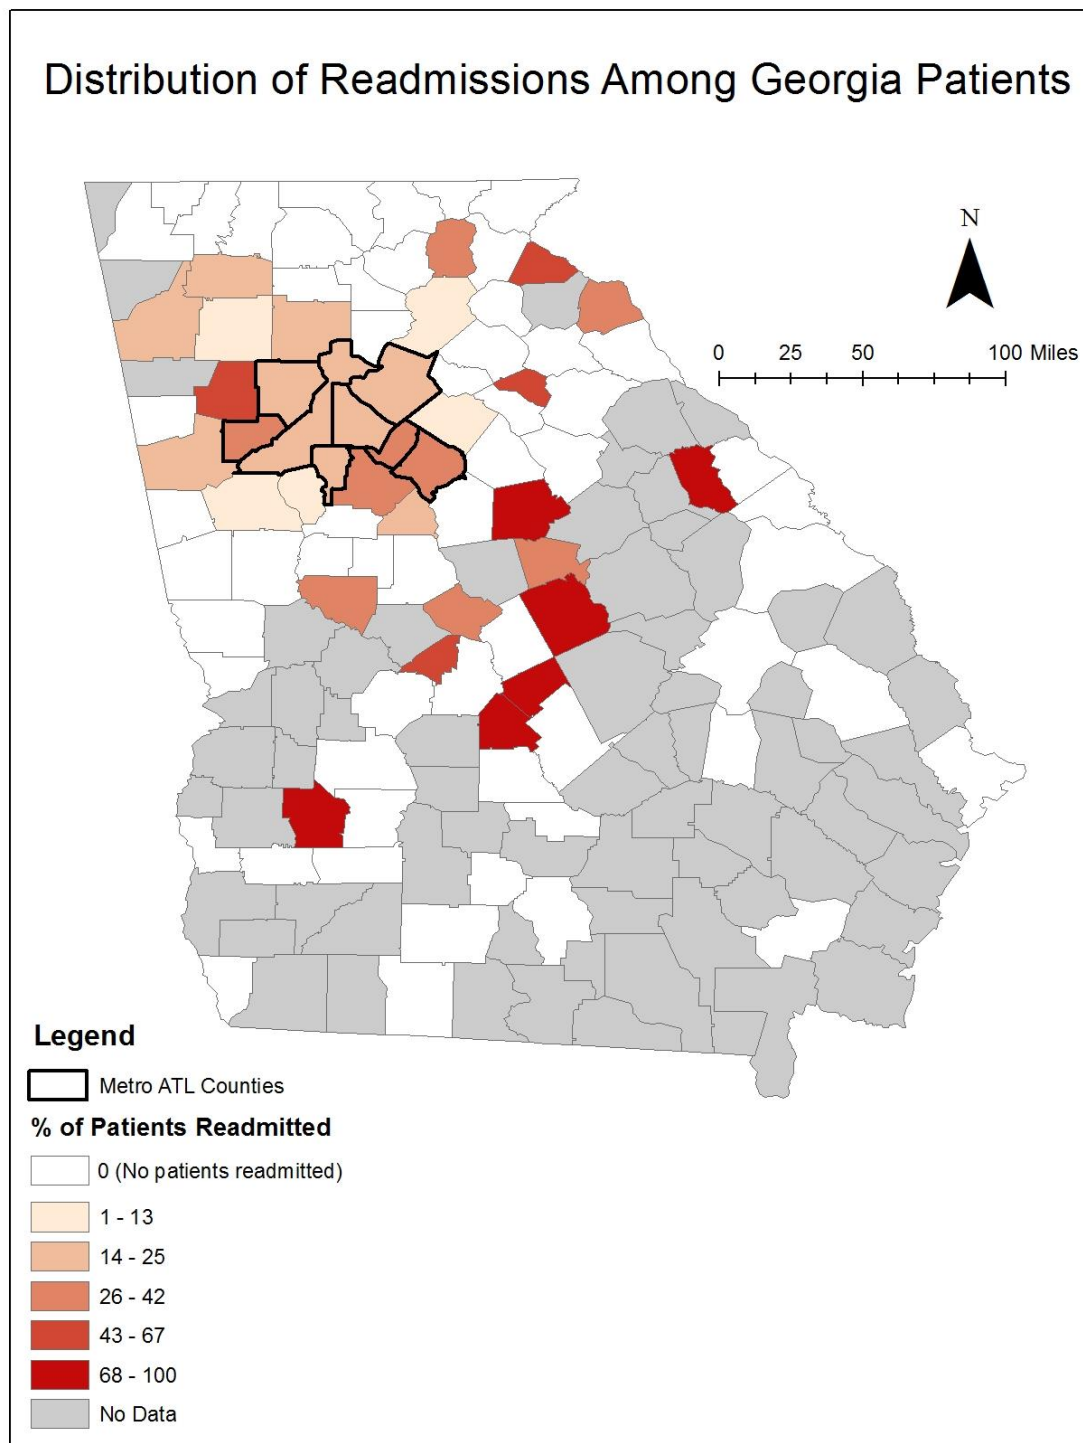 Distribution of Readmissions Among Georgia Patients
N
0 25 50 100 Miles
Legend
Metro ATL Counties
% of Patients Readmitted
0 (No patients readmitted)
1 - 13
14 - 25
26 - 42
43 - 67
68 - 100
No Data